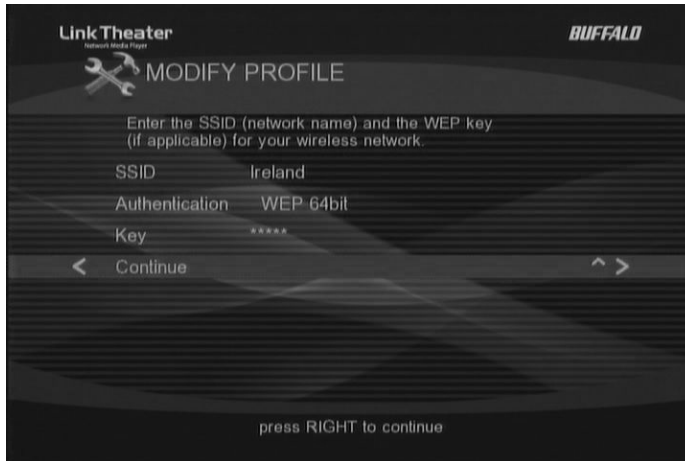 LinkTheater
Network Media Player
BUFFALO
MODIFY PROFILE
Enter the SSID (network name) and the WEP key
(if applicable) for your wireless network.
SSID Ireland
Authentication WEP 64bit
Key *****
< Continue ^ >
press RIGHT to continue